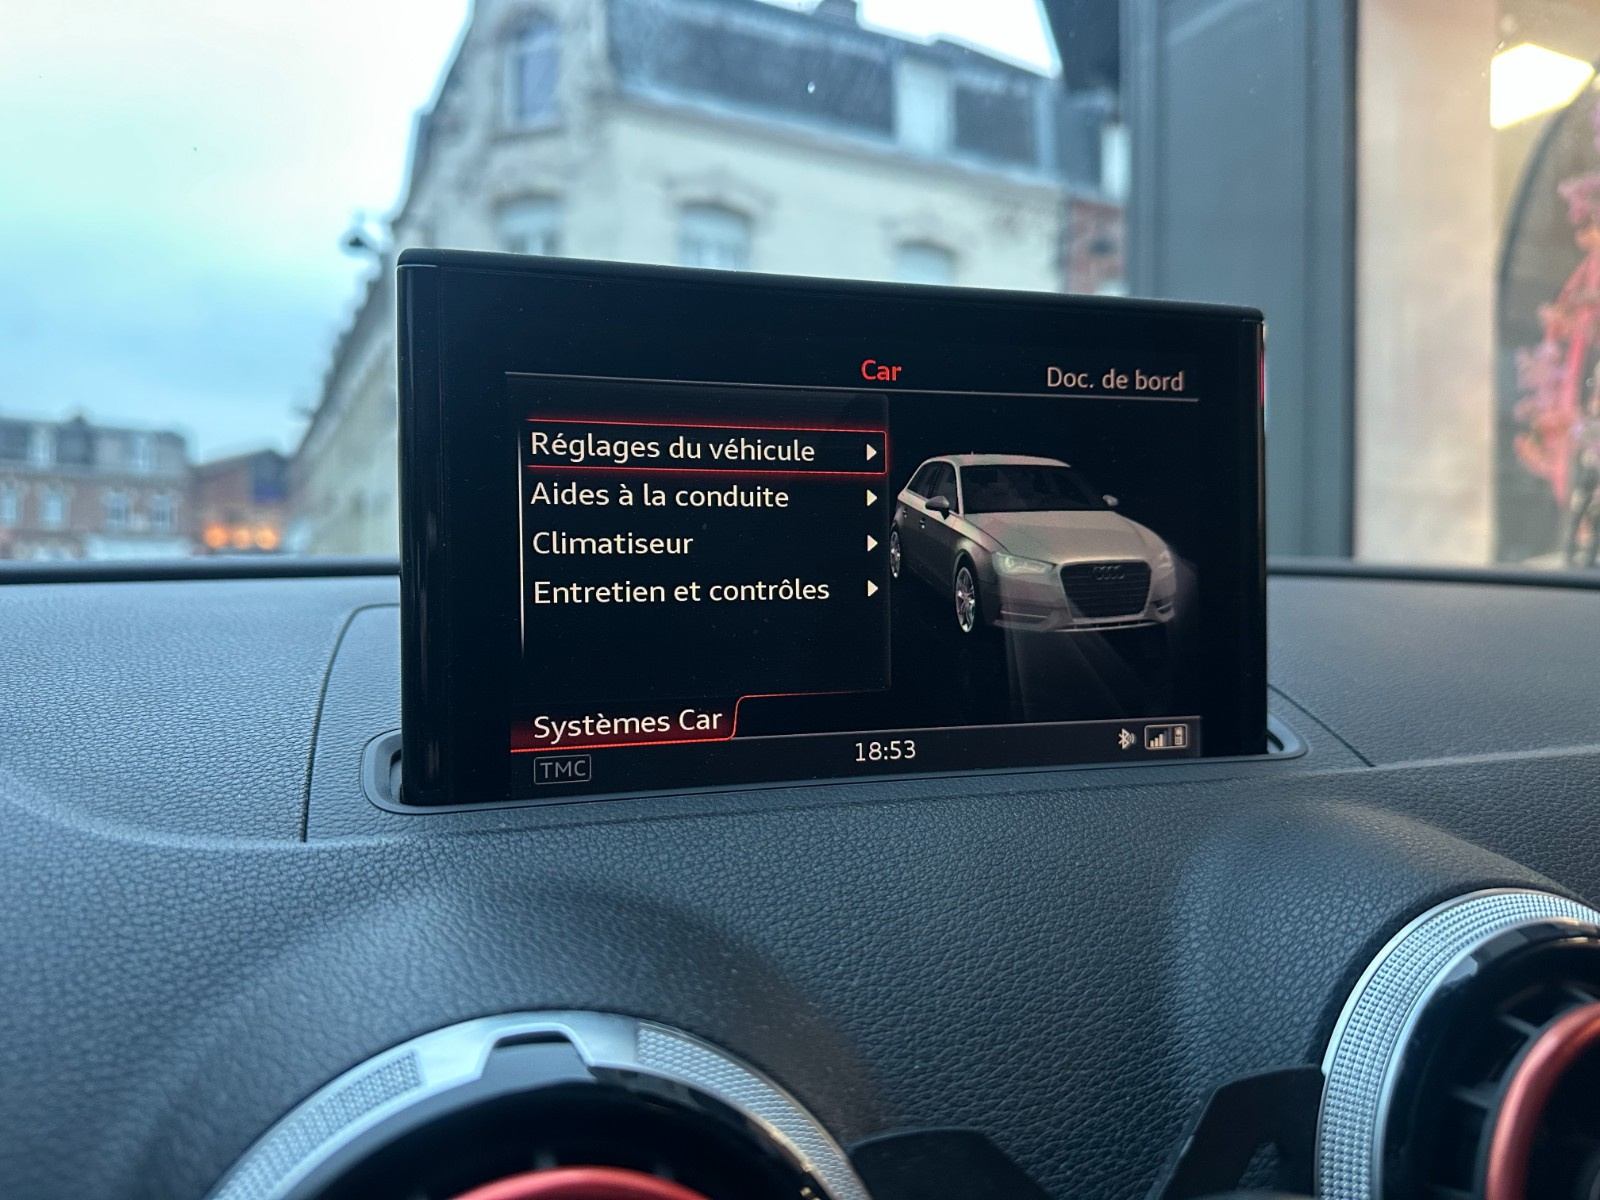 Car
Doc. de bord
Réglages du véhicule
Aides à la conduite
Climatiseur
Entretien et contrôles
Systèmes Car
TMC
18:53